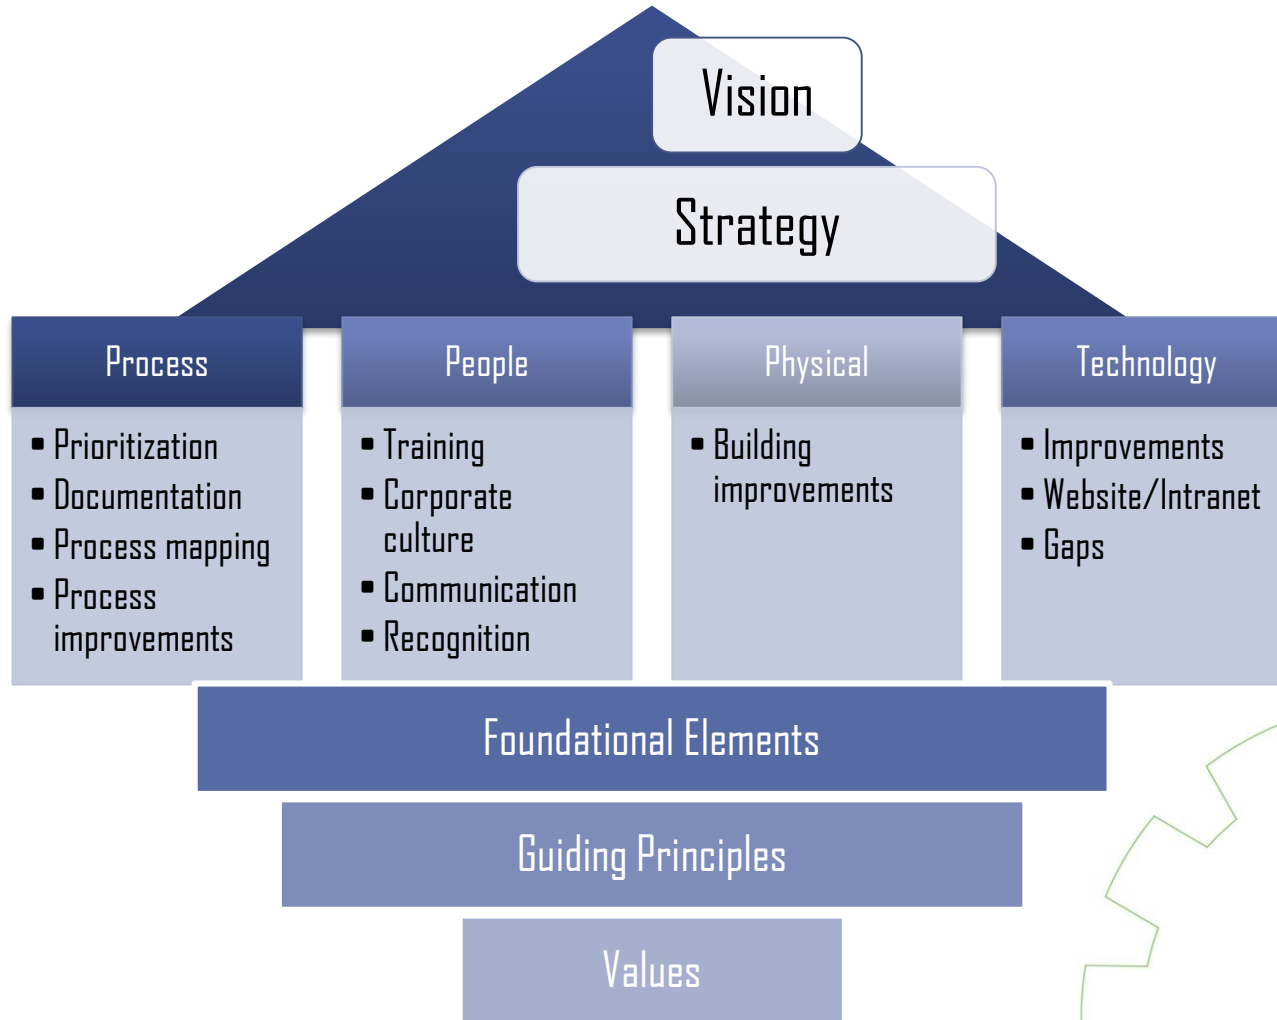 Vision
Strategy
Process
▪ Prioritization
▪ Documentation
▪ Process mapping
▪ Process
improvements
People
▪ Training
▪ Corporate
culture
▪ Communication
▪ Recognition
Physical
▪ Building
improvements
Technology
▪ Improvements
▪ Website/Intranet
▪ Gaps
Foundational Elements
Guiding Principles
Values